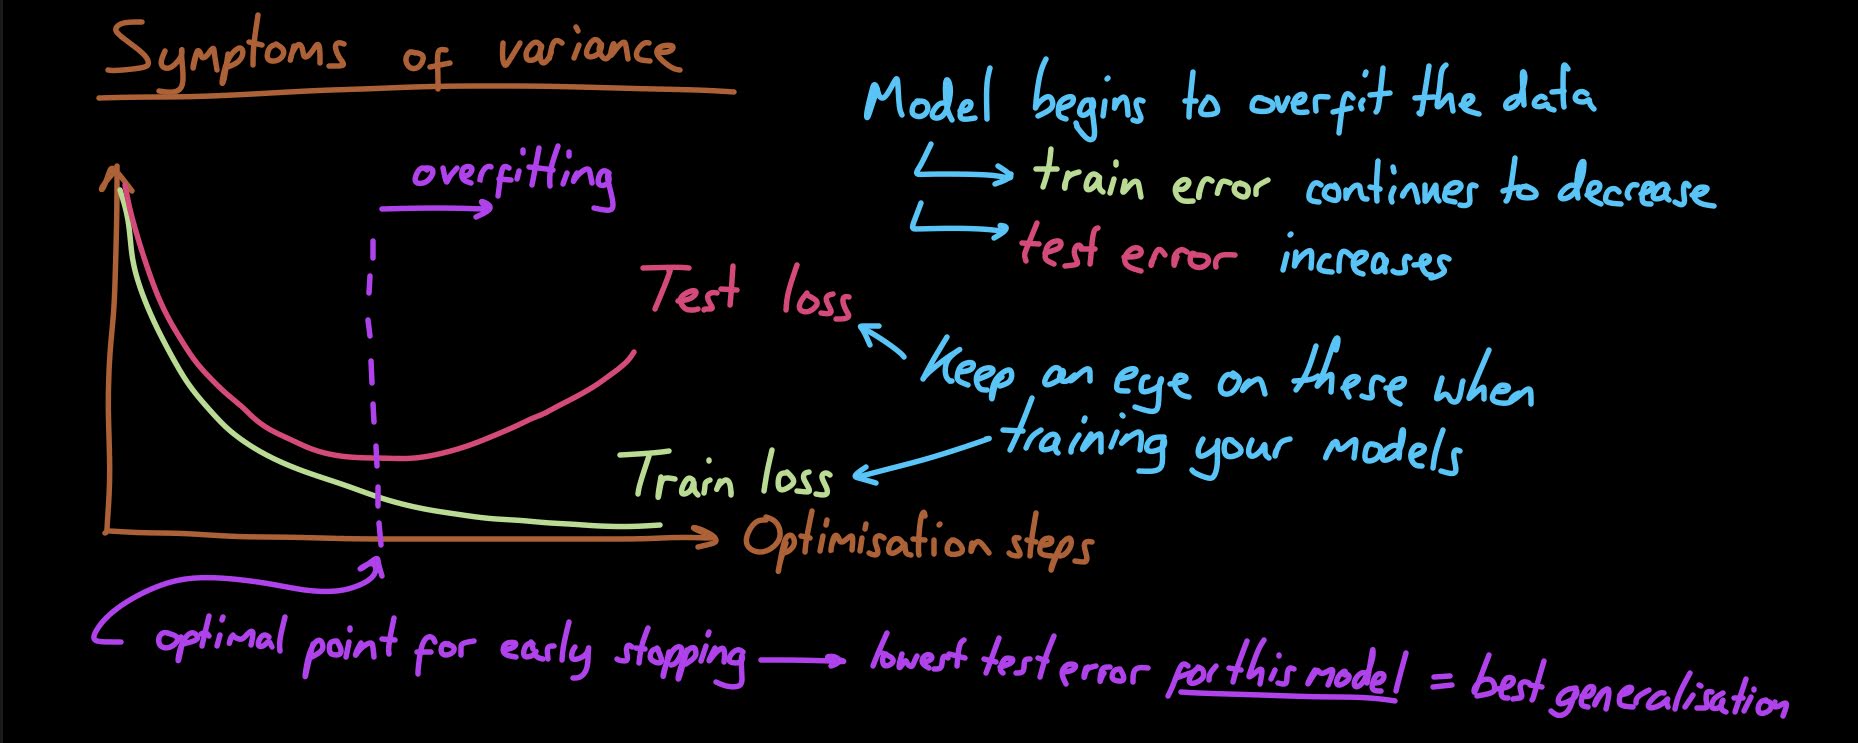 Symptoms of variance
Model begins to overfit the data
train error continues to decrease
test error increases
overfitting
Test loss
Keep an eye on these when
training your models
Train loss
Optimisation steps
optimal point for early stopping → lowest test error for this model = best generalisation